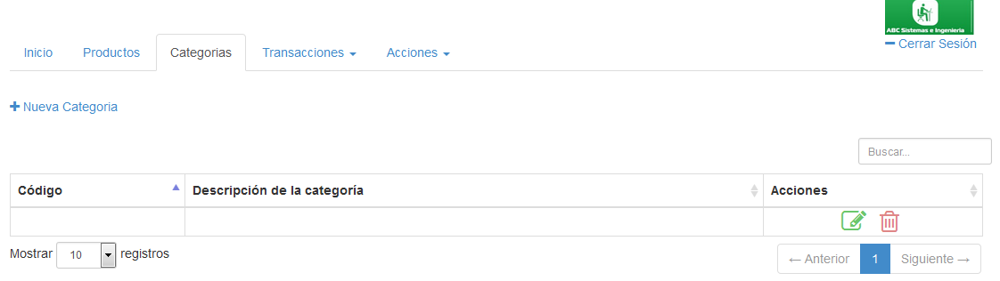 ABC Sistemas e Ingenieria
Cerrar Sesión
Inicio Productos Categorias Transacciones Acciones
Nueva Categoria
Buscar...
Código Descripción de la categoría Acciones
Mostrar 10 registros ← Anterior 1 Siguiente →